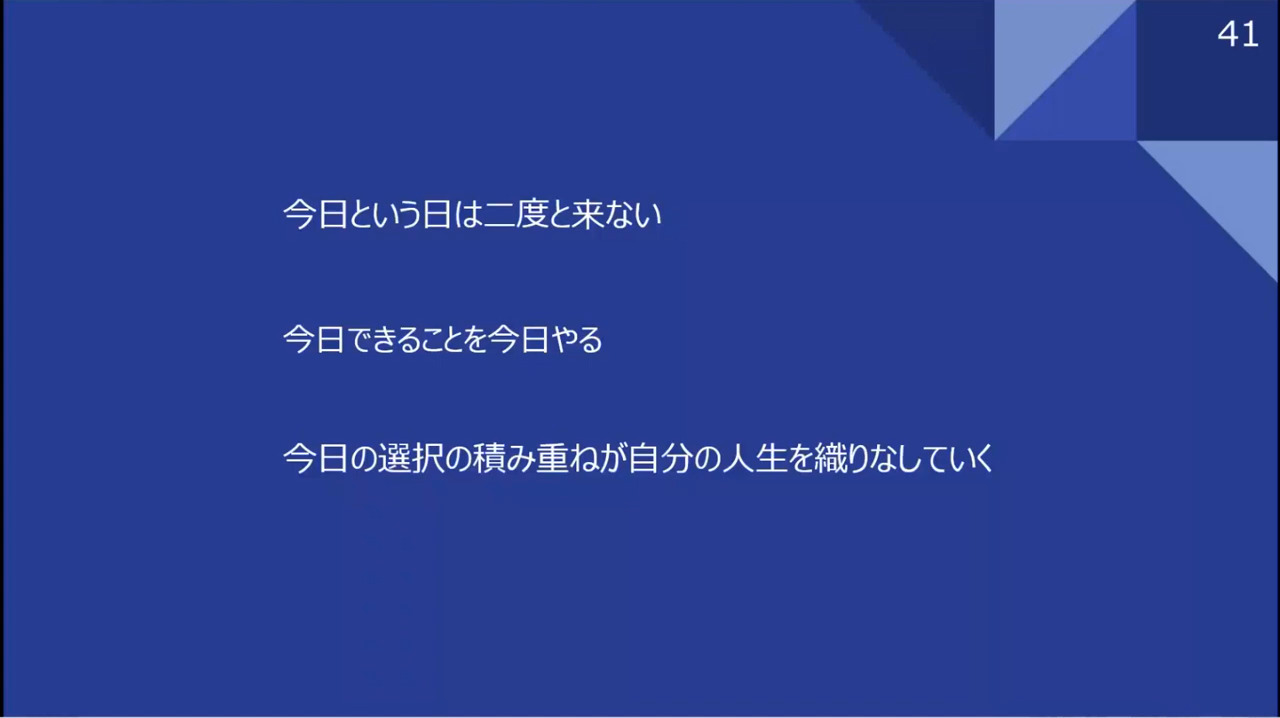 41
今日という日は二度と来ない
今日できることを今日やる
今日の選択の積み重ねが自分の人生を織りなしていく